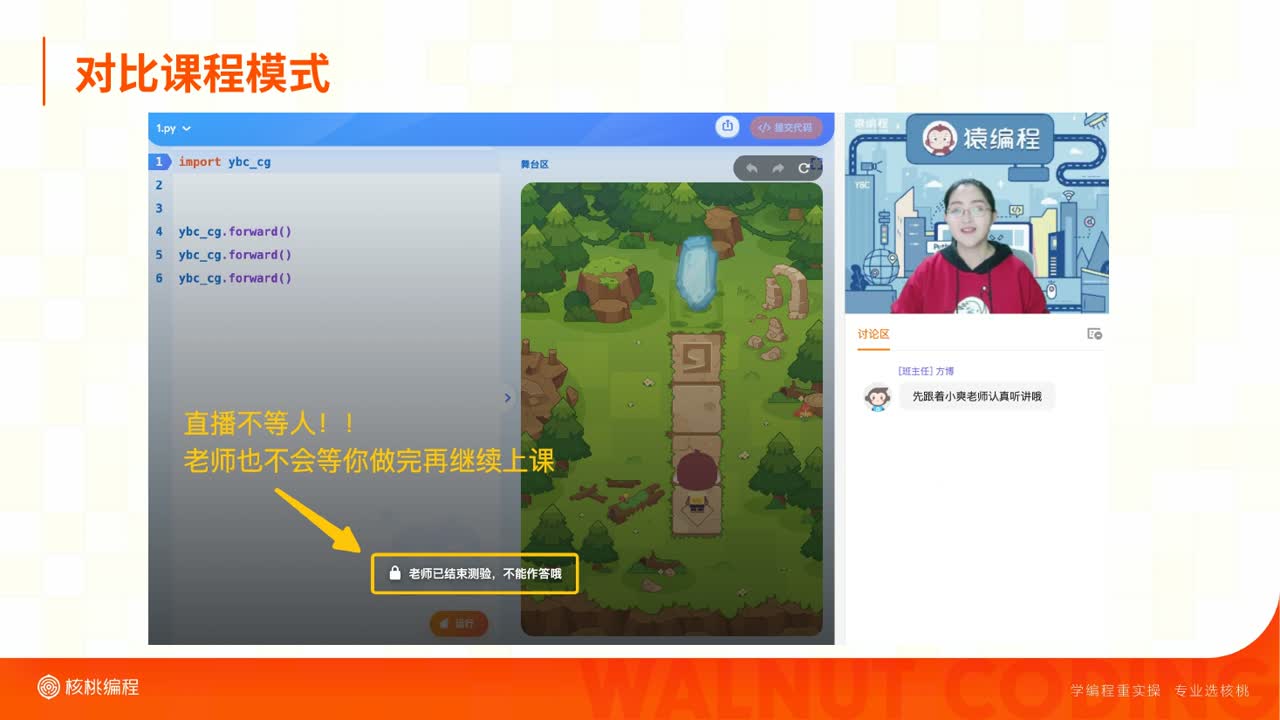 对比课程模式
1.py
提交代码
1 import ybc_cg
2
3
4 ybc_cg.forward()
5 ybc_cg.forward()
6 ybc_cg.forward()
舞台区
猿编程
猿编程
YBC
讨论区
[班主任] 方博
先跟着小爽老师认真听讲哦
直播不等人！！
老师也不会等你做完再继续上课
老师已结束测验，不能作答哦
运行
核桃编程
WALNUT CODING
学编程重实操 专业选核桃